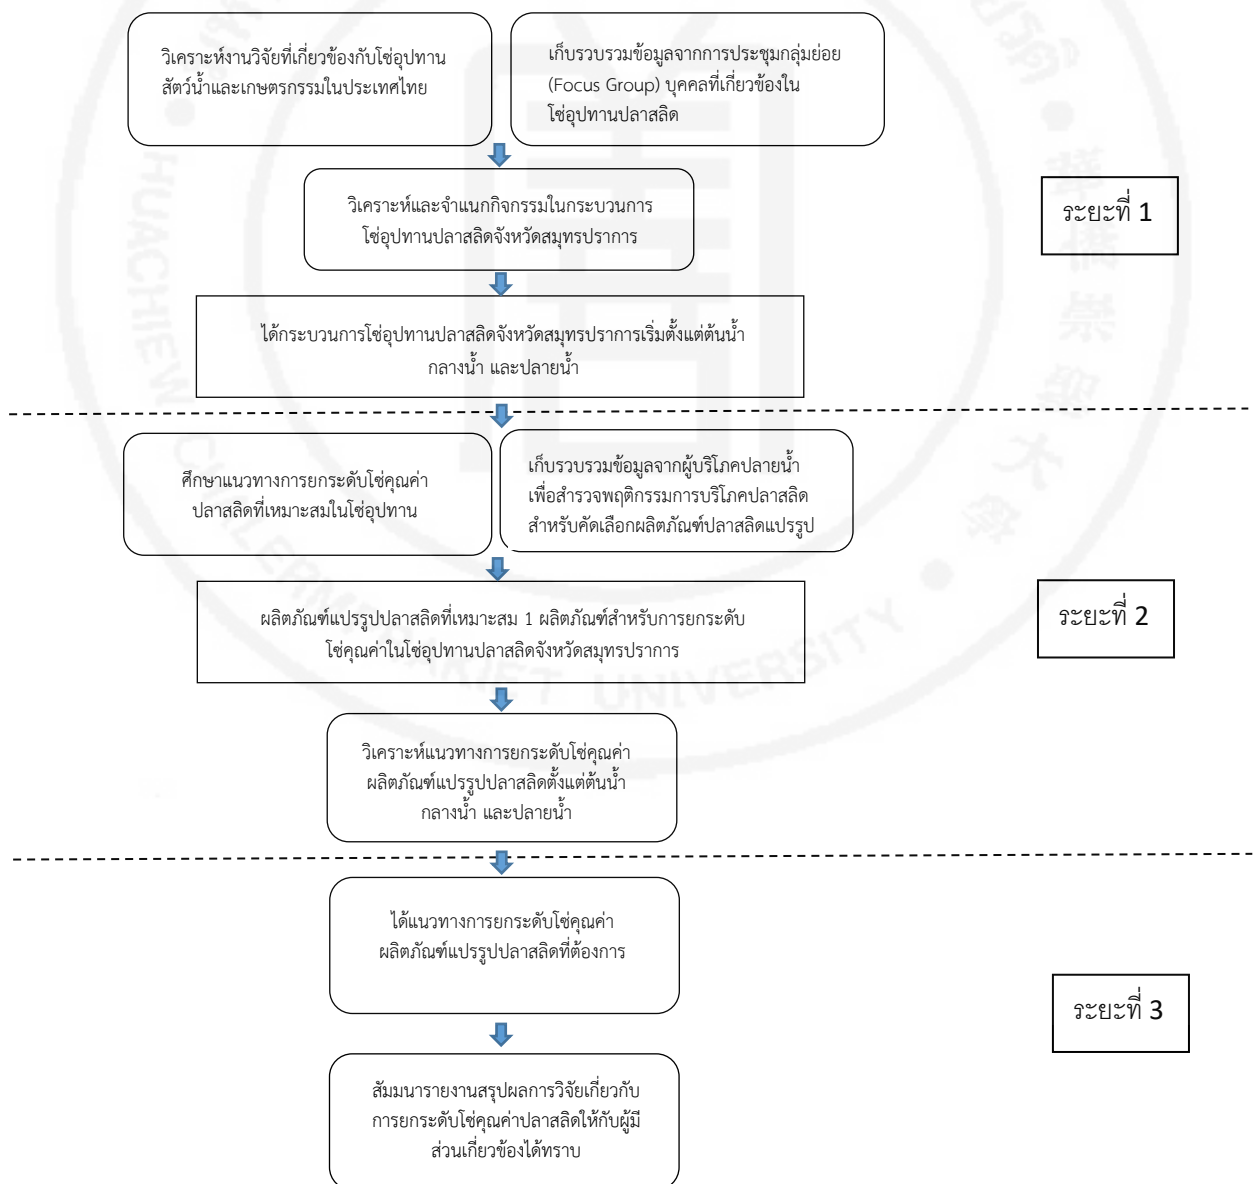 วิเคราะห์งานวิจัยที่เกี่ยวข้องกับโซ่อุปทาน
สัตว์น้ำและเกษตรกรรมในประเทศไทย
เก็บรวบรวมข้อมูลจากการประชุมกลุ่มย่อย
(Focus Group) บุคคลที่เกี่ยวข้องใน
โซ่อุปทานปลาสลิด
วิเคราะห์และจำแนกกิจกรรมในกระบวนการ
โซ่อุปทานปลาสลิดจังหวัดสมุทรปราการ
ระยะที่ 1
ได้กระบวนการโซ่อุปทานปลาสลิดจังหวัดสมุทรปราการเริ่มตั้งแต่ต้นน้ำ
กลางน้ำ และปลายน้ำ
ศึกษาแนวทางการยกระดับโซ่คุณค่า
ปลาสลิดที่เหมาะสมในโซ่อุปทาน
เก็บรวบรวมข้อมูลจากผู้บริโภคปลายน้ำ
เพื่อสำรวจพฤติกรรมการบริโภคปลาสลิด
สำหรับคัดเลือกผลิตภัณฑ์ปลาสลิดแปรรูป
ผลิตภัณฑ์แปรรูปปลาสลิดที่เหมาะสม 1 ผลิตภัณฑ์สำหรับการยกระดับ
โซ่คุณค่าในโซ่อุปทานปลาสลิดจังหวัดสมุทรปราการ
ระยะที่ 2
วิเคราะห์แนวทางการยกระดับโซ่คุณค่า
ผลิตภัณฑ์แปรรูปปลาสลิดตั้งแต่ต้นน้ำ
กลางน้ำ และปลายน้ำ
ได้แนวทางการยกระดับโซ่คุณค่า
ผลิตภัณฑ์แปรรูปปลาสลิดที่ต้องการ
ระยะที่ 3
สัมมนารายงานสรุปผลการวิจัยเกี่ยวกับ
การยกระดับโซ่คุณค่าปลาสลิดให้กับผู้มี
ส่วนเกี่ยวข้องได้ทราบ
HUACHIEW CHALERMPRAKIET UNIVERSITY
華僑崇聖大學